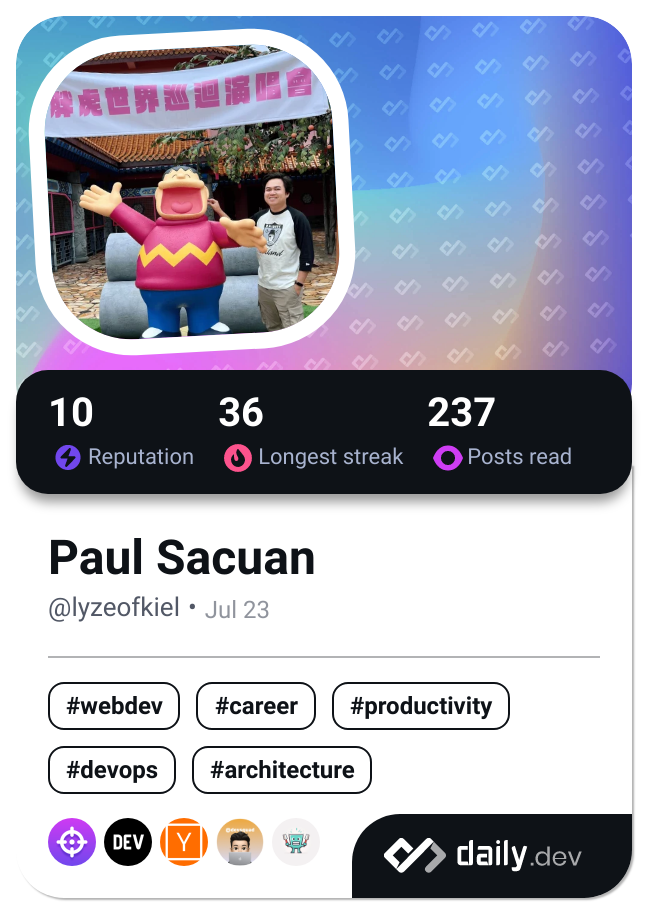 胖虎世界巡迴演唱會
10
36
237
Reputation
Longest streak
Posts read
Paul Sacuan
@lyzeofkiel • Jul 23
#webdev
#career
#productivity
#devops
#architecture
DEV
Y
daily.dev